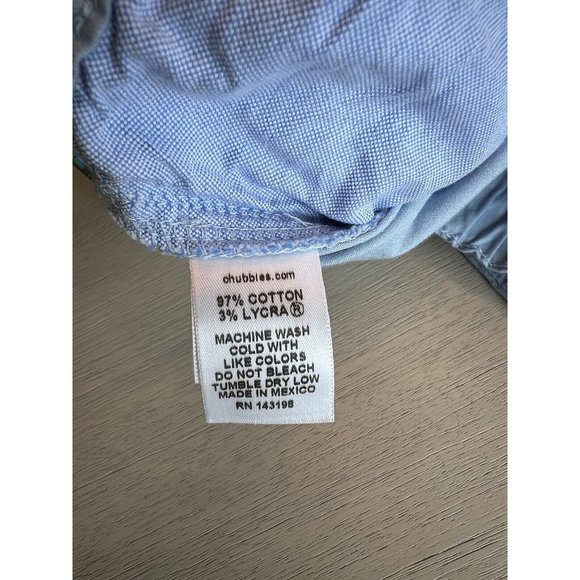 chubbies.com
97% COTTON
3% LYCRA®
MACHINE WASH
COLD WITH
LIKE COLORS
DO NOT BLEACH
TUMBLE DRY LOW
MADE IN MEXICO
RN 143198